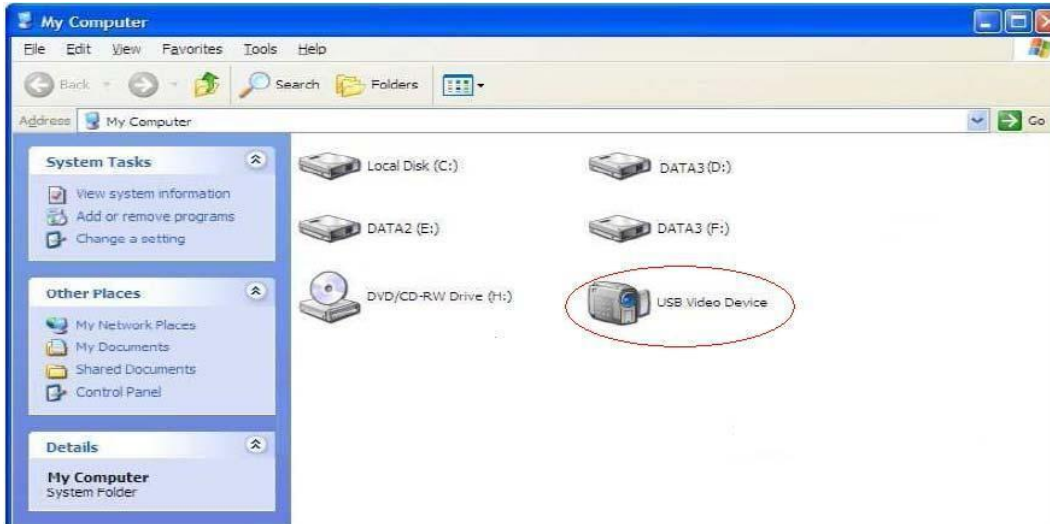 My Computer
File Edit View Favorites Tools Help
Back Search Folders
Address My Computer Go
System Tasks
View system information
Add or remove programs
Change a setting
Other Places
My Network Places
My Documents
Shared Documents
Control Panel
Details
My Computer
System Folder
Local Disk (C:) DATA3(D:)
DATA2 (E:) DATA3 (F:)
DVD/CD-RW Drive (H:) USB Video Device